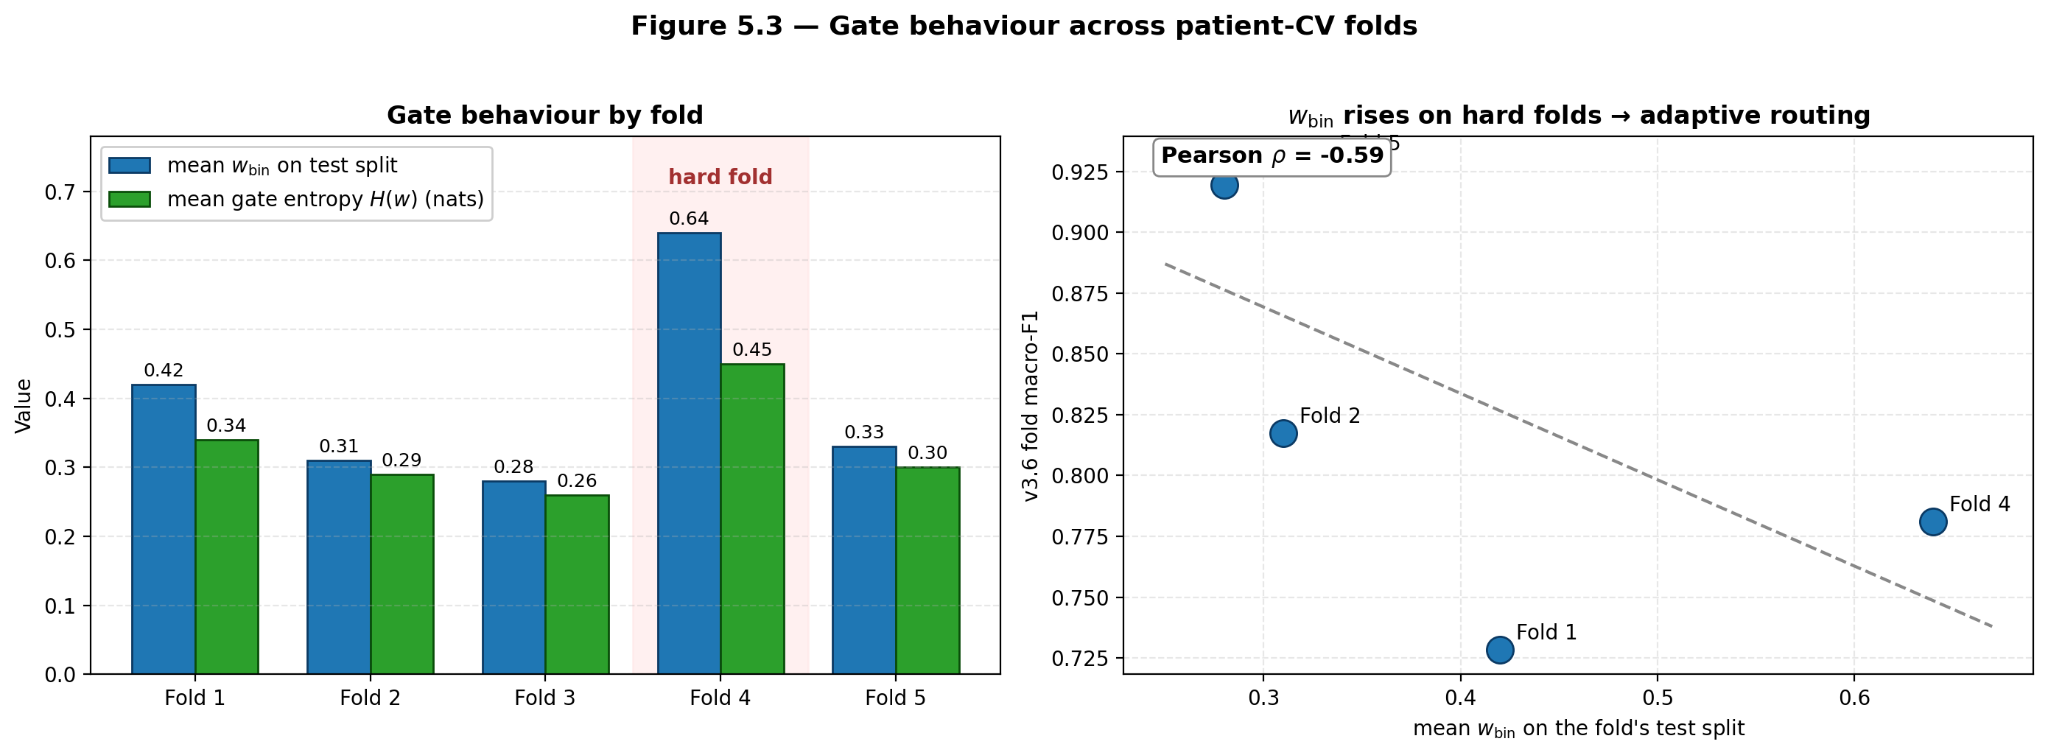 Figure 5.3 — Gate behaviour across patient-CV folds
Gate behaviour by fold
mean w_bin on test split
mean gate entropy H(w) (nats)
hard fold
Value
0.0
0.1
0.2
0.3
0.4
0.5
0.6
0.7
0.42
0.34
0.31
0.29
0.28
0.26
0.64
0.45
0.33
0.30
Fold 1
Fold 2
Fold 3
Fold 4
Fold 5
w_bin rises on hard folds → adaptive routing
Pearson ρ = -0.59
v3.6 fold macro-F1
0.925
0.900
0.875
0.850
0.825
0.800
0.775
0.750
0.725
5
Fold 2
Fold 4
Fold 1
0.3
0.4
0.5
0.6
mean w_bin on the fold's test split